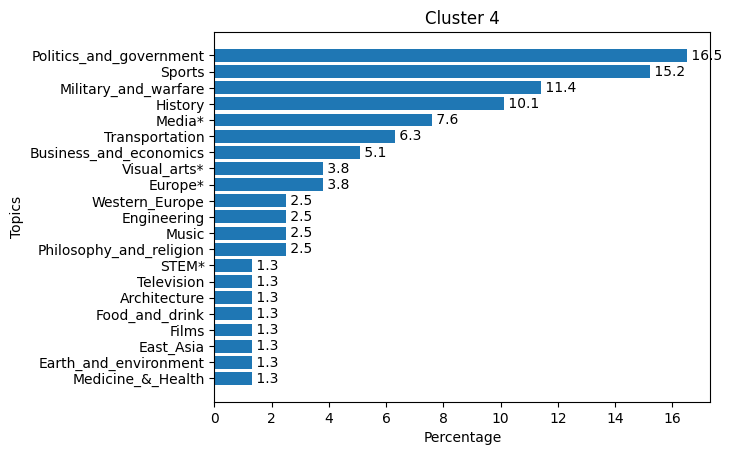 Cluster 4
Politics_and_government 16.5
Sports 15.2
Military_and_warfare 11.4
History 10.1
Media* 7.6
Transportation 6.3
Business_and_economics 5.1
Visual_arts* 3.8
Europe* 3.8
Western_Europe 2.5
Engineering 2.5
Music 2.5
Philosophy_and_religion 2.5
STEM* 1.3
Television 1.3
Architecture 1.3
Food_and_drink 1.3
Films 1.3
East_Asia 1.3
Earth_and_environment 1.3
Medicine_&_Health 1.3
Topics
0 2 4 6 8 10 12 14 16
Percentage